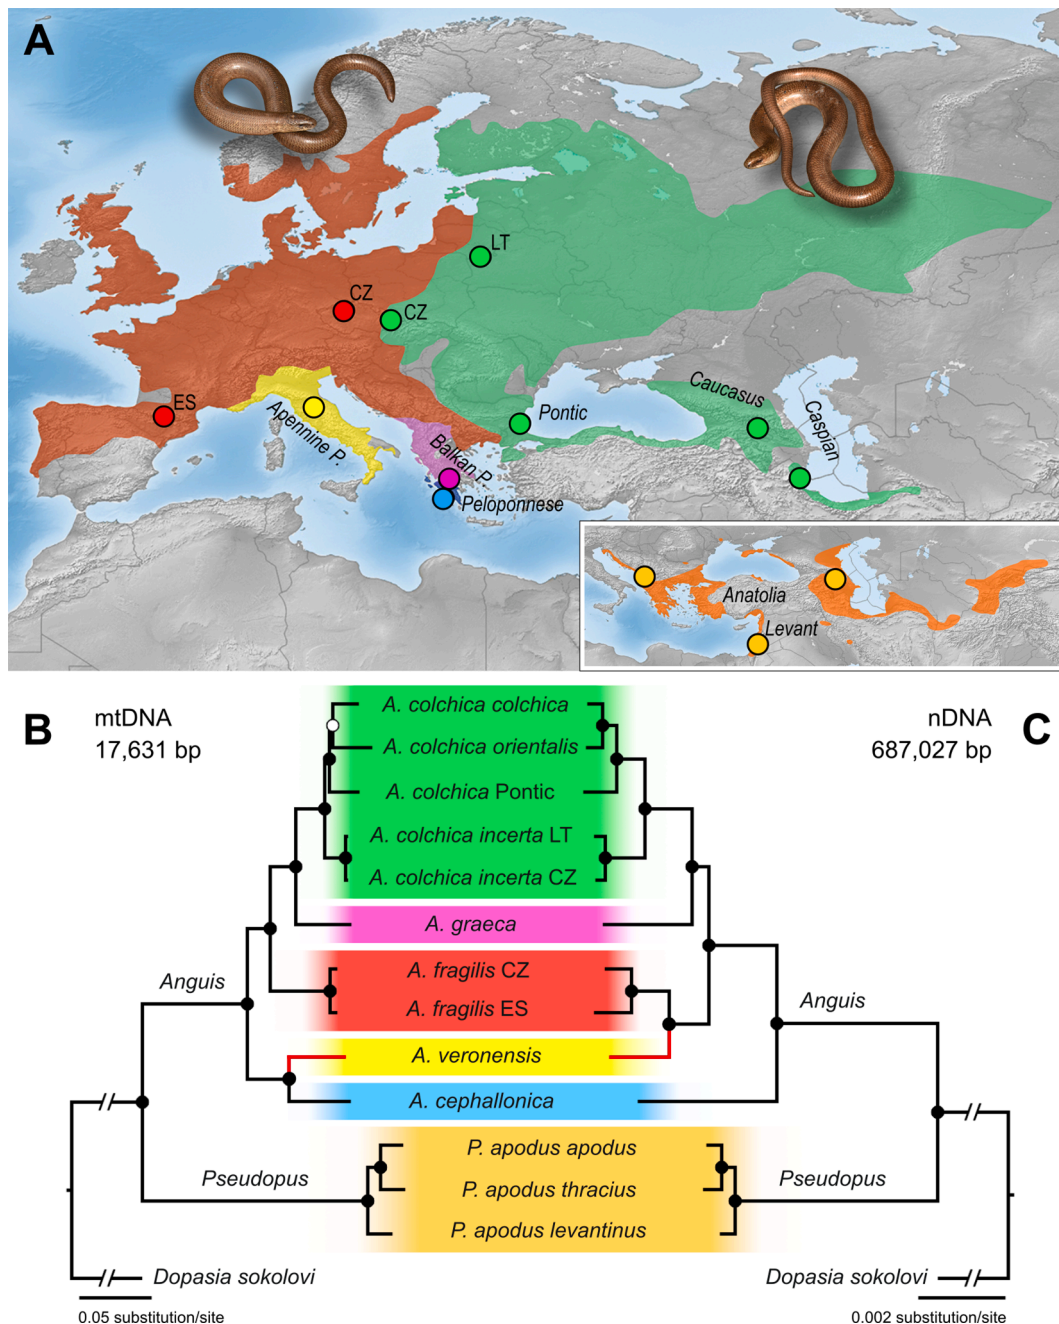 A
LT
CZ
CZ
ES
Apennine P.
Balkan P
Peloponnese
Pontic
Caucasus
Caspian
Anatolia
Levant
B
mtDNA
17,631 bp
nDNA
687,027 bp
C
A. colchica colchica
A. colchica orientalis
A. colchica Pontic
A. colchica incerta LT
A. colchica incerta CZ
A. graeca
A. fragilis CZ
A. fragilis ES
A. veronensis
A. cephallonica
Anguis
Anguis
P. apodus apodus
P. apodus thracius
P. apodus levantinus
Pseudopus
Pseudopus
Dopasia sokolovi
Dopasia sokolovi
0.05 substitution/site
0.002 substitution/site